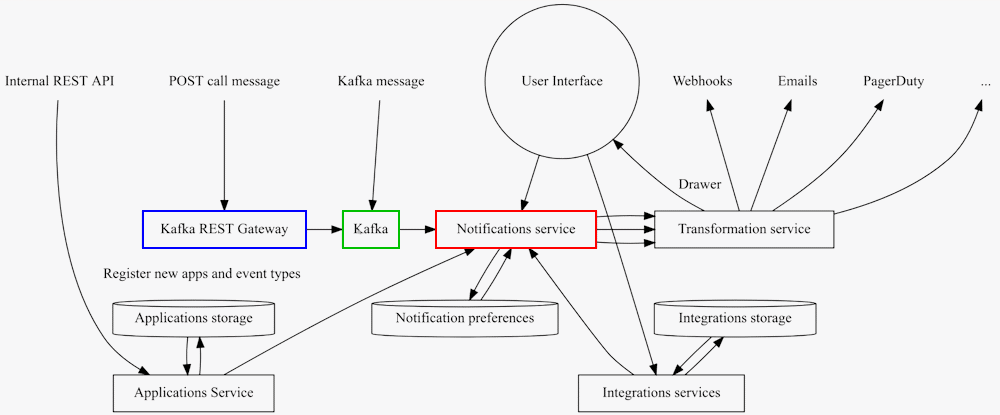 Internal REST API
POST call message
Kafka message
User Interface
Webhooks
Emails
PagerDuty
...
Drawer
Kafka REST Gateway
Kafka
Notifications service
Transformation service
Register new apps and event types
Applications storage
Notification preferences
Integrations storage
Applications Service
Integrations services